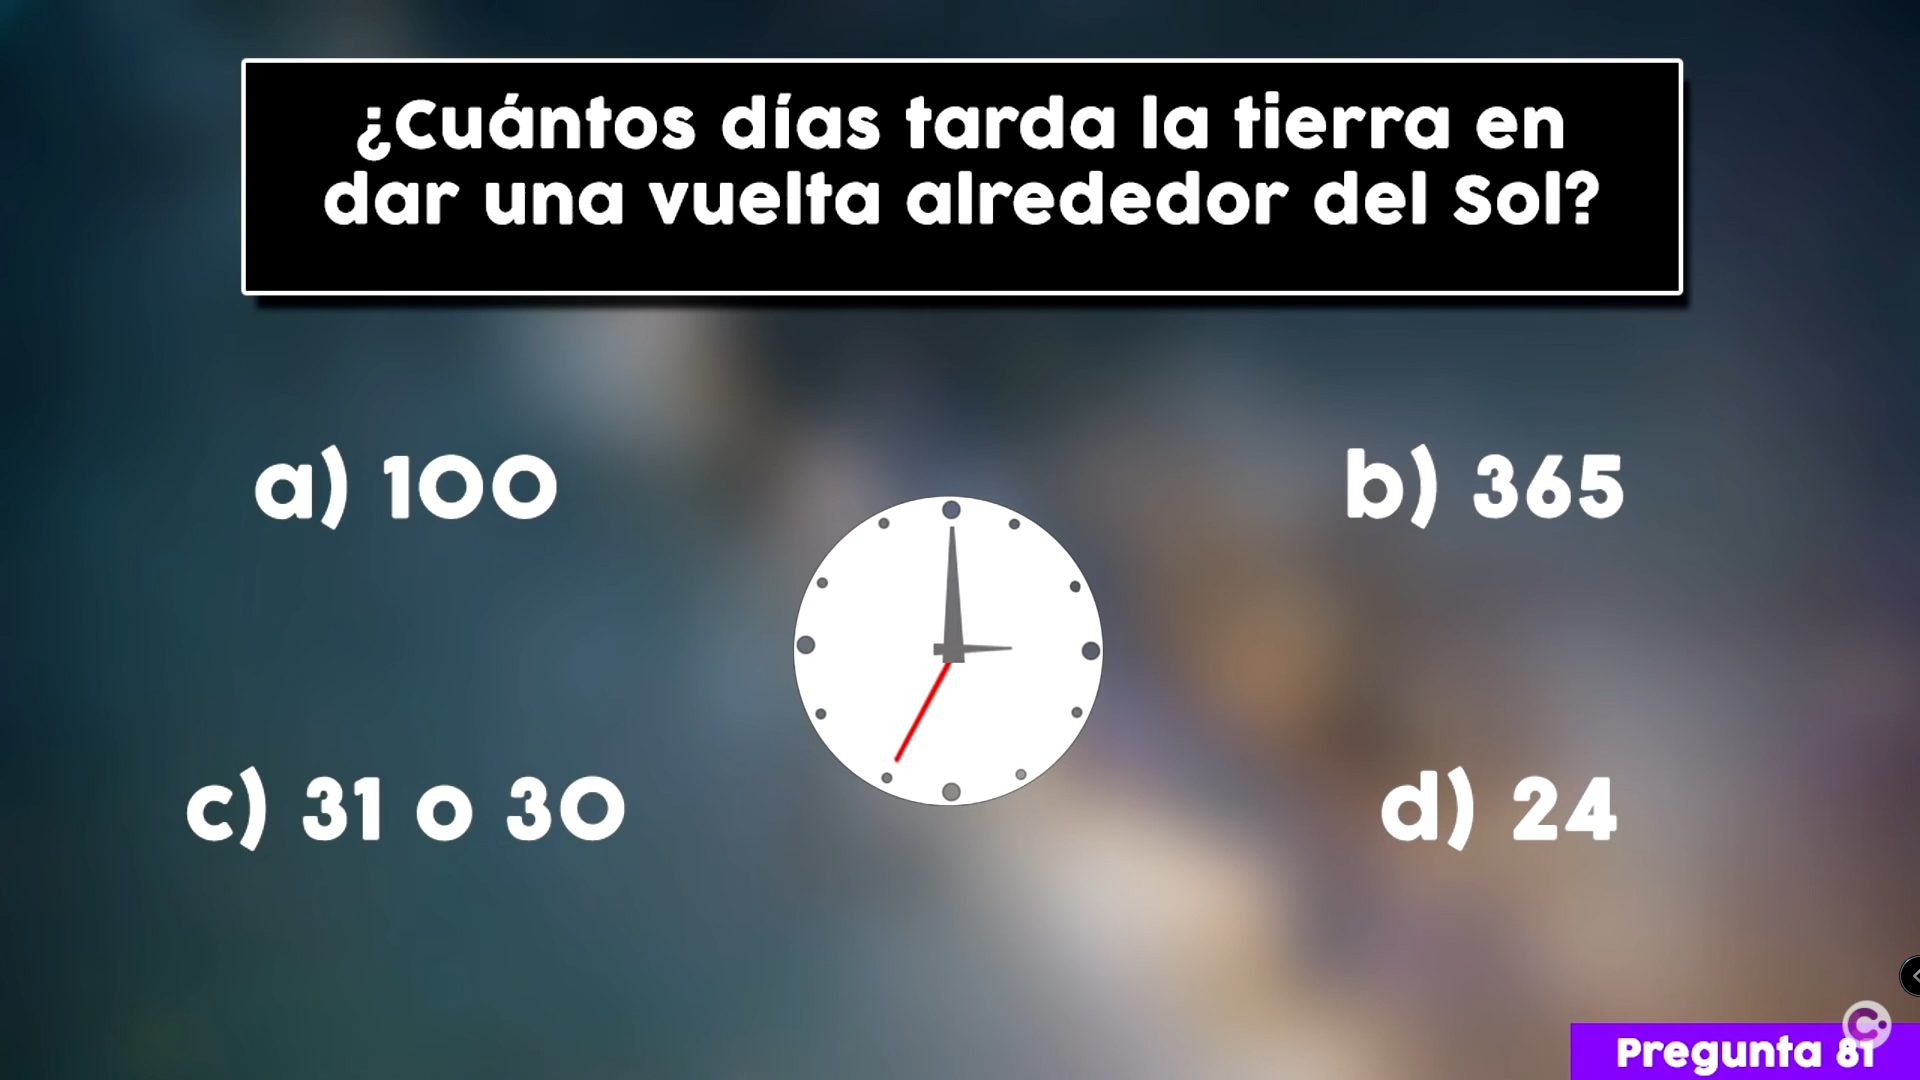 ¿Cuántos días tarda la tierra en
dar una vuelta alrededor del Sol?
a) 100
b) 365
c) 31 o 30
d) 24
Pregunta 81